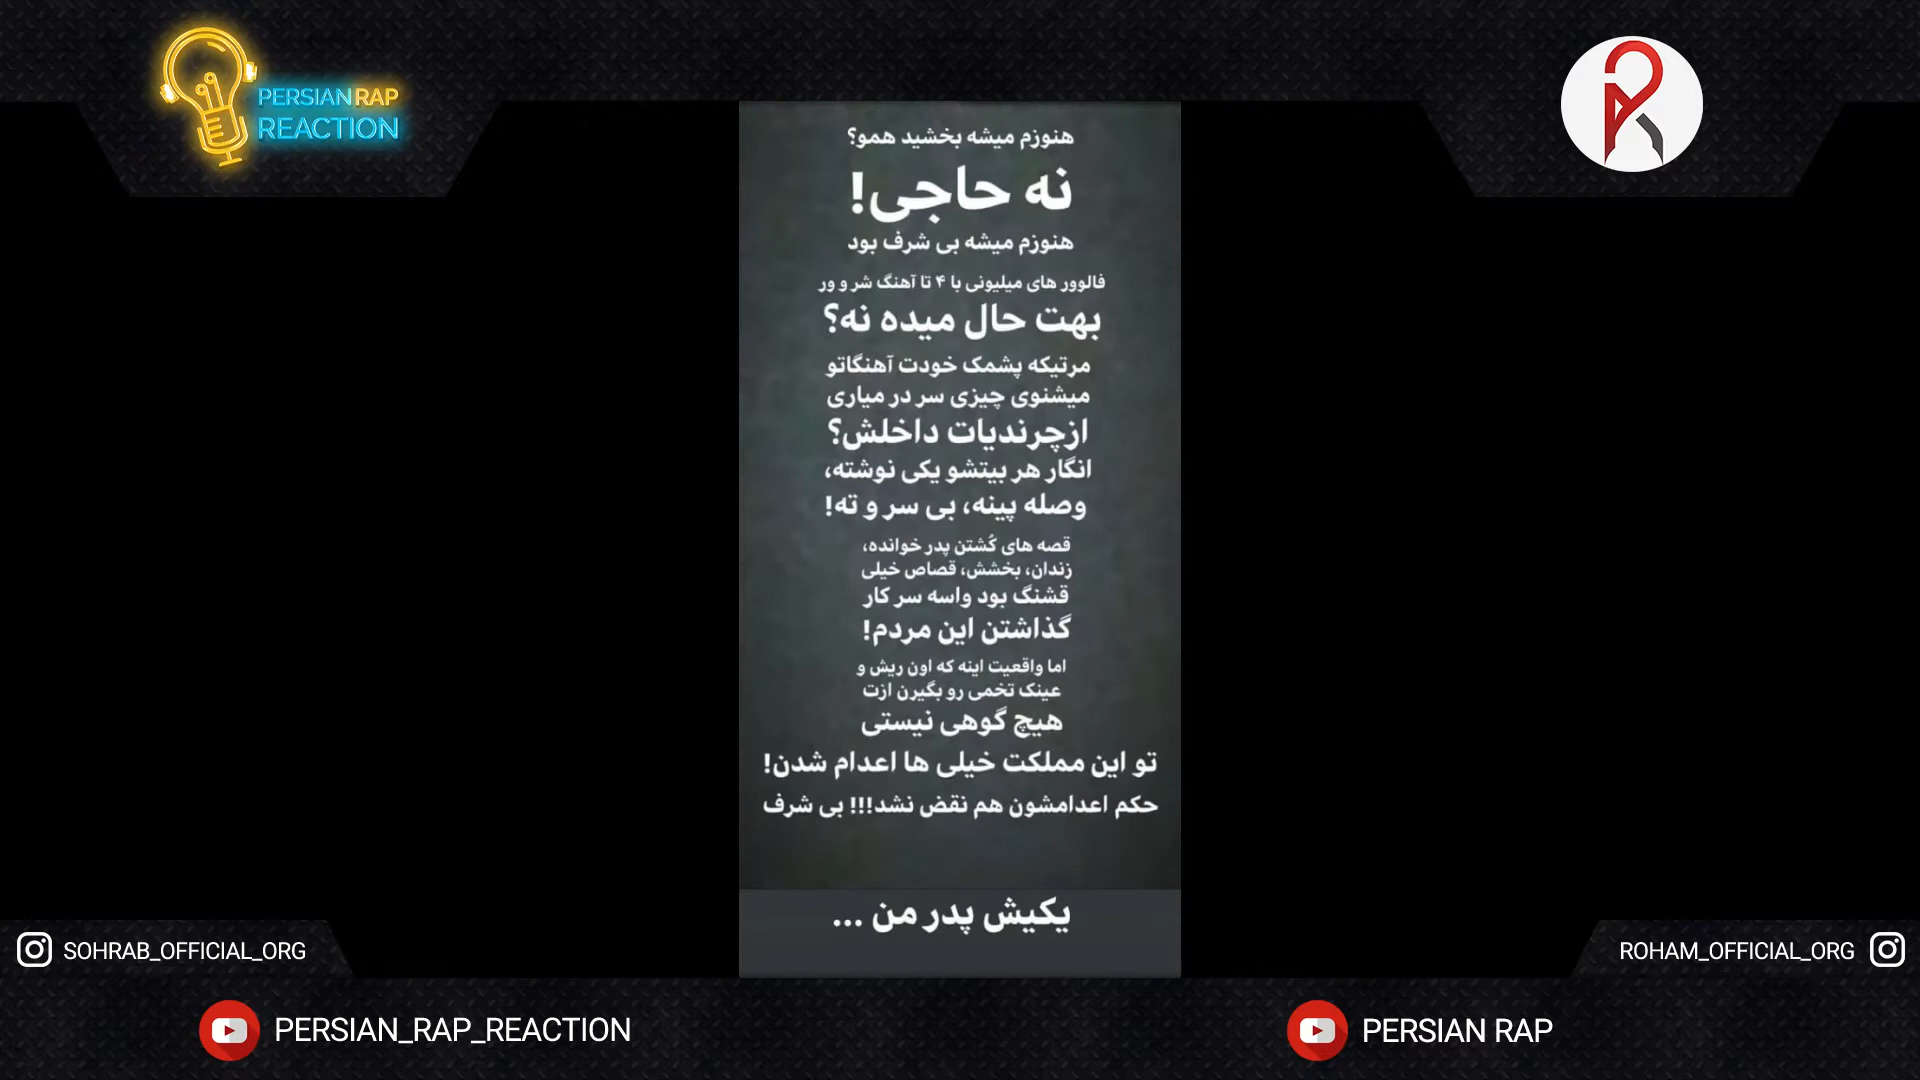 PERSIAN RAP
REACTION
هنوزم میشه بخشید همو؟
نه حاجی!
هنوزم میشه بی شرف بود
فالوور های میلیونی با ۴ تا آهنگ شر و ور
بهت حال میده نه؟
مرتیکه پشمک خودت آهنگاتو
میشنوی چیزی سر در میاری
ازچرندیات داخلش؟
انگار هر بیتشو یکی نوشته،
وصله پینه، بی سر و ته!
قصه های کُشتن پدر خوانده،
زندان، بخشش، قصاص خیلی
قشنگ بود واسه سر کار
گذاشتن این مردم!
اما واقعیت اینه که اون ریش و
عینک تخمی رو بگیرن ازت
هیچ گوهی نیستی
تو این مملکت خیلی ها اعدام شدن!
حکم اعدامشون هم نقض نشد!!! بی شرف
یکیش پدر من ...
SOHRAB_OFFICIAL_ORG
ROHAM_OFFICIAL_ORG
PERSIAN_RAP_REACTION
PERSIAN RAP